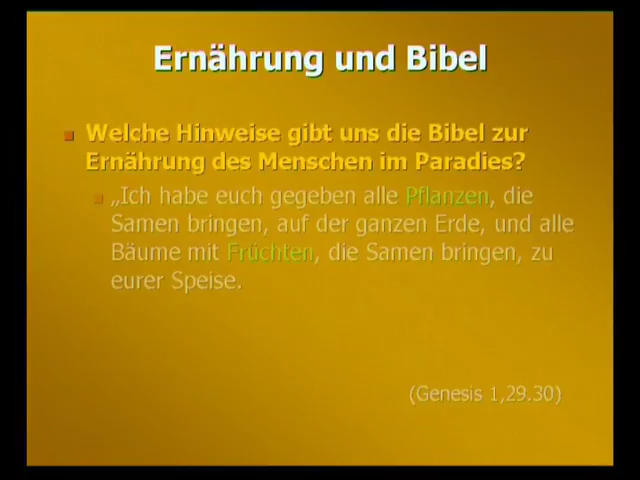 Ernährung und Bibel
Welche Hinweise gibt uns die Bibel zur
Ernährung des Menschen im Paradies?
„Ich habe euch gegeben alle Pflanzen, die
Samen bringen, auf der ganzen Erde, und alle
Bäume mit Früchten, die Samen bringen, zu
eurer Speise.
(Genesis 1,29.30)